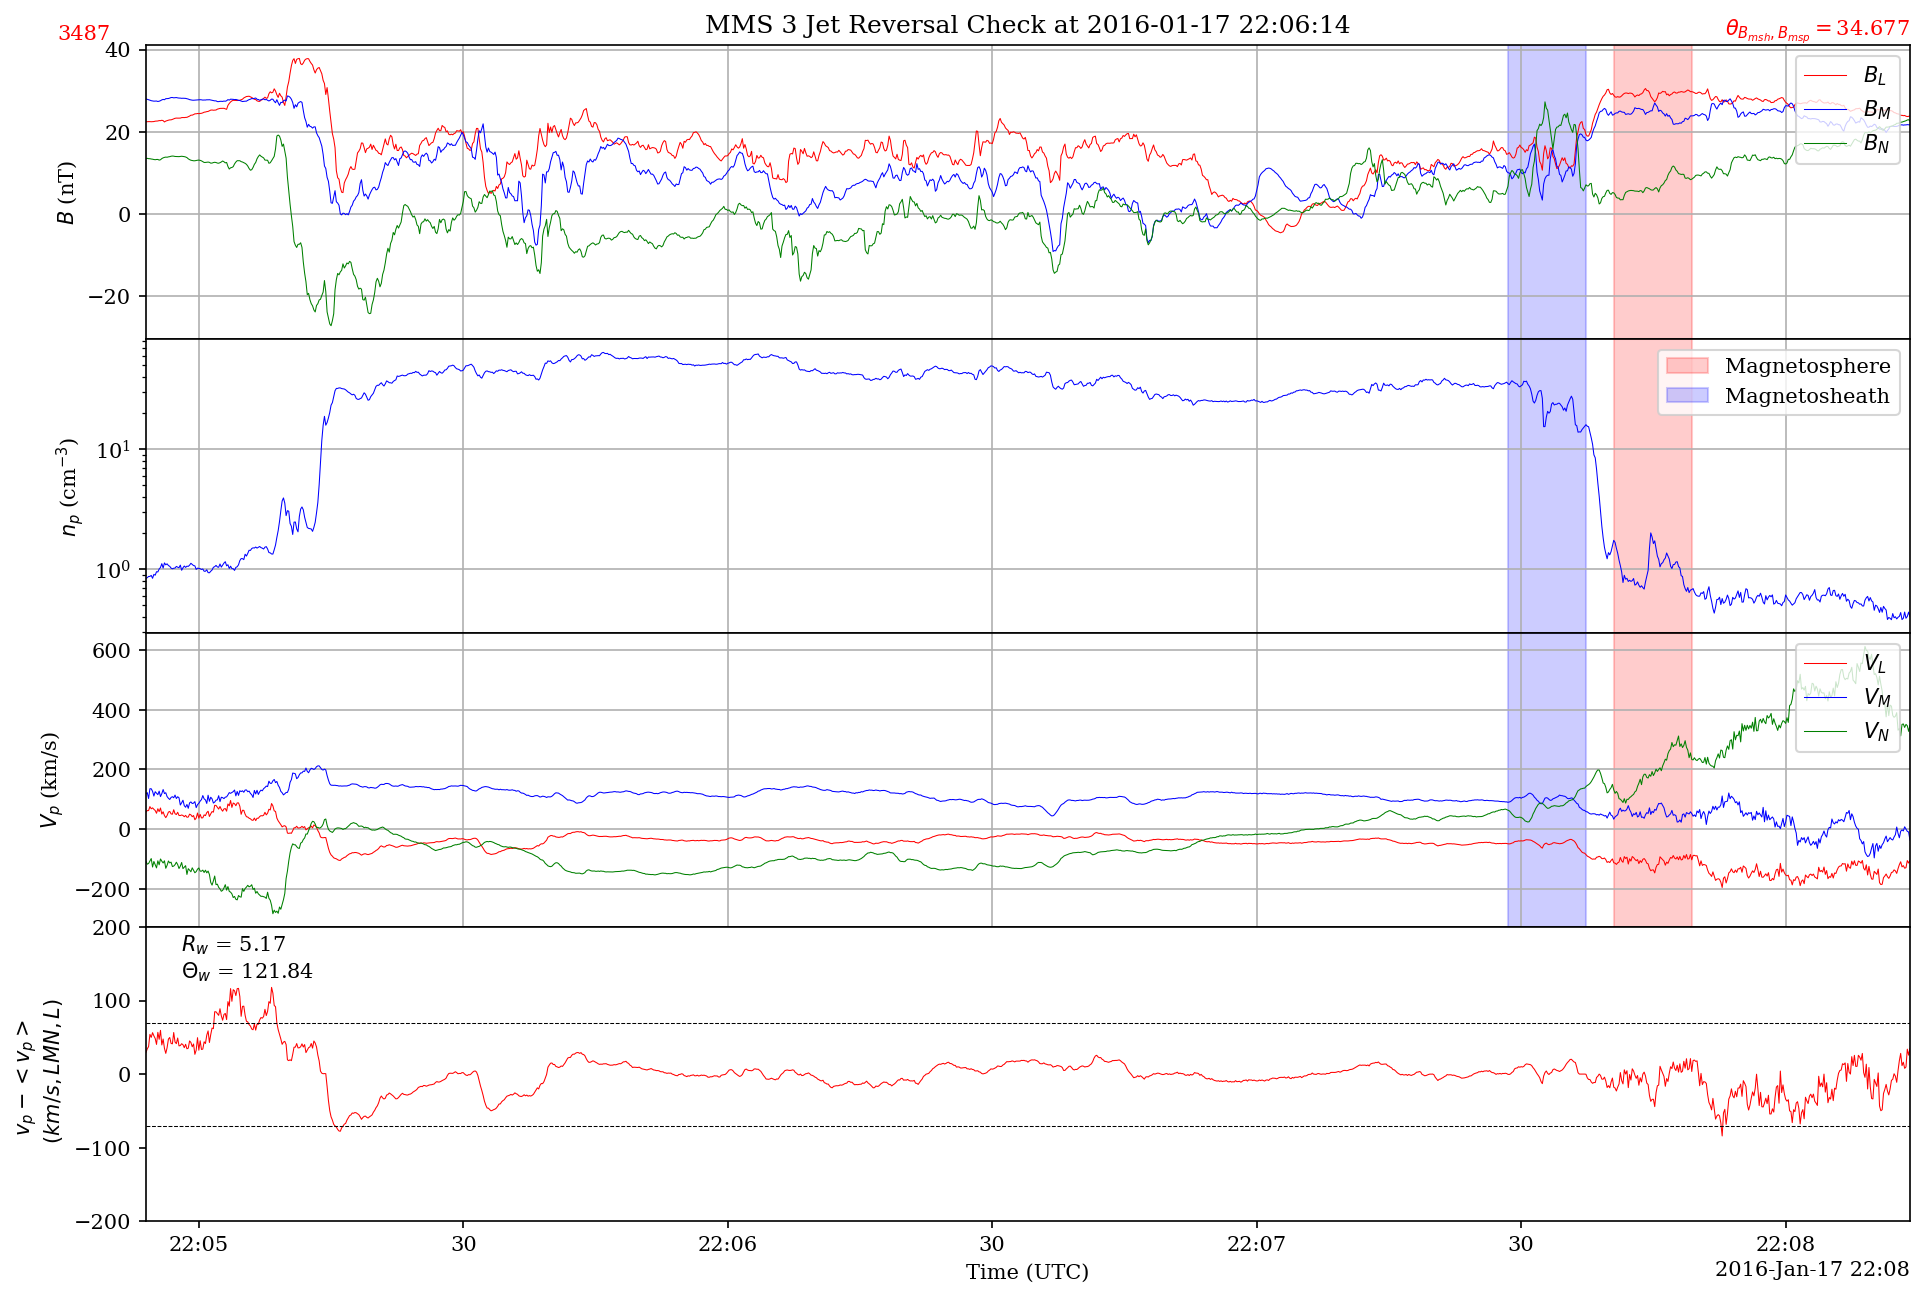 3487
MMS 3 Jet Reversal Check at 2016-01-17 22:06:14
θ_{B_{msh}, B_{msp}} = 34.677
40
20
0
−20
B (nT)
B_L
B_M
B_N
10^1
10^0
n_p (cm^{−3})
Magnetosphere
Magnetosheath
600
400
200
0
−200
V_p (km/s)
V_L
V_M
V_N
200
100
0
−100
−200
v_p − < v_p >
(km/s, LMN, L)
R_w = 5.17
Θ_w = 121.84
22:05 30 22:06 30 22:07 30 22:08
Time (UTC)
2016-Jan-17 22:08